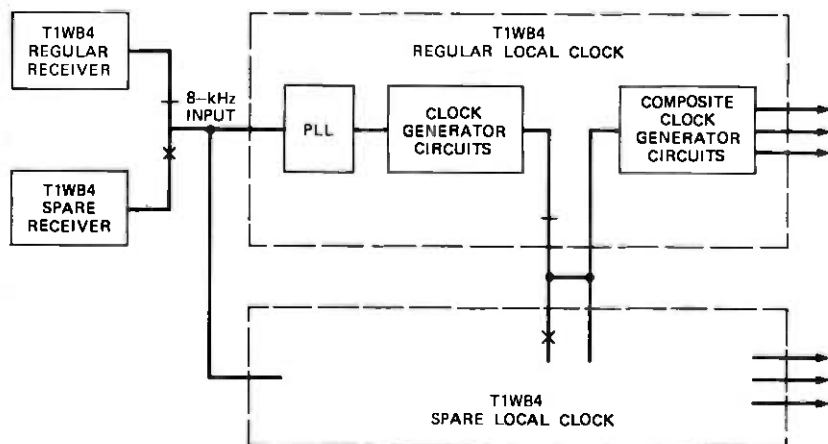 T1WB4
REGULAR
RECEIVER
8-kHz
INPUT
T1WB4
SPARE
RECEIVER
T1WB4
REGULAR LOCAL CLOCK
PLL
CLOCK
GENERATOR
CIRCUITS
COMPOSITE
CLOCK
GENERATOR
CIRCUITS
T1WB4
SPARE LOCAL CLOCK